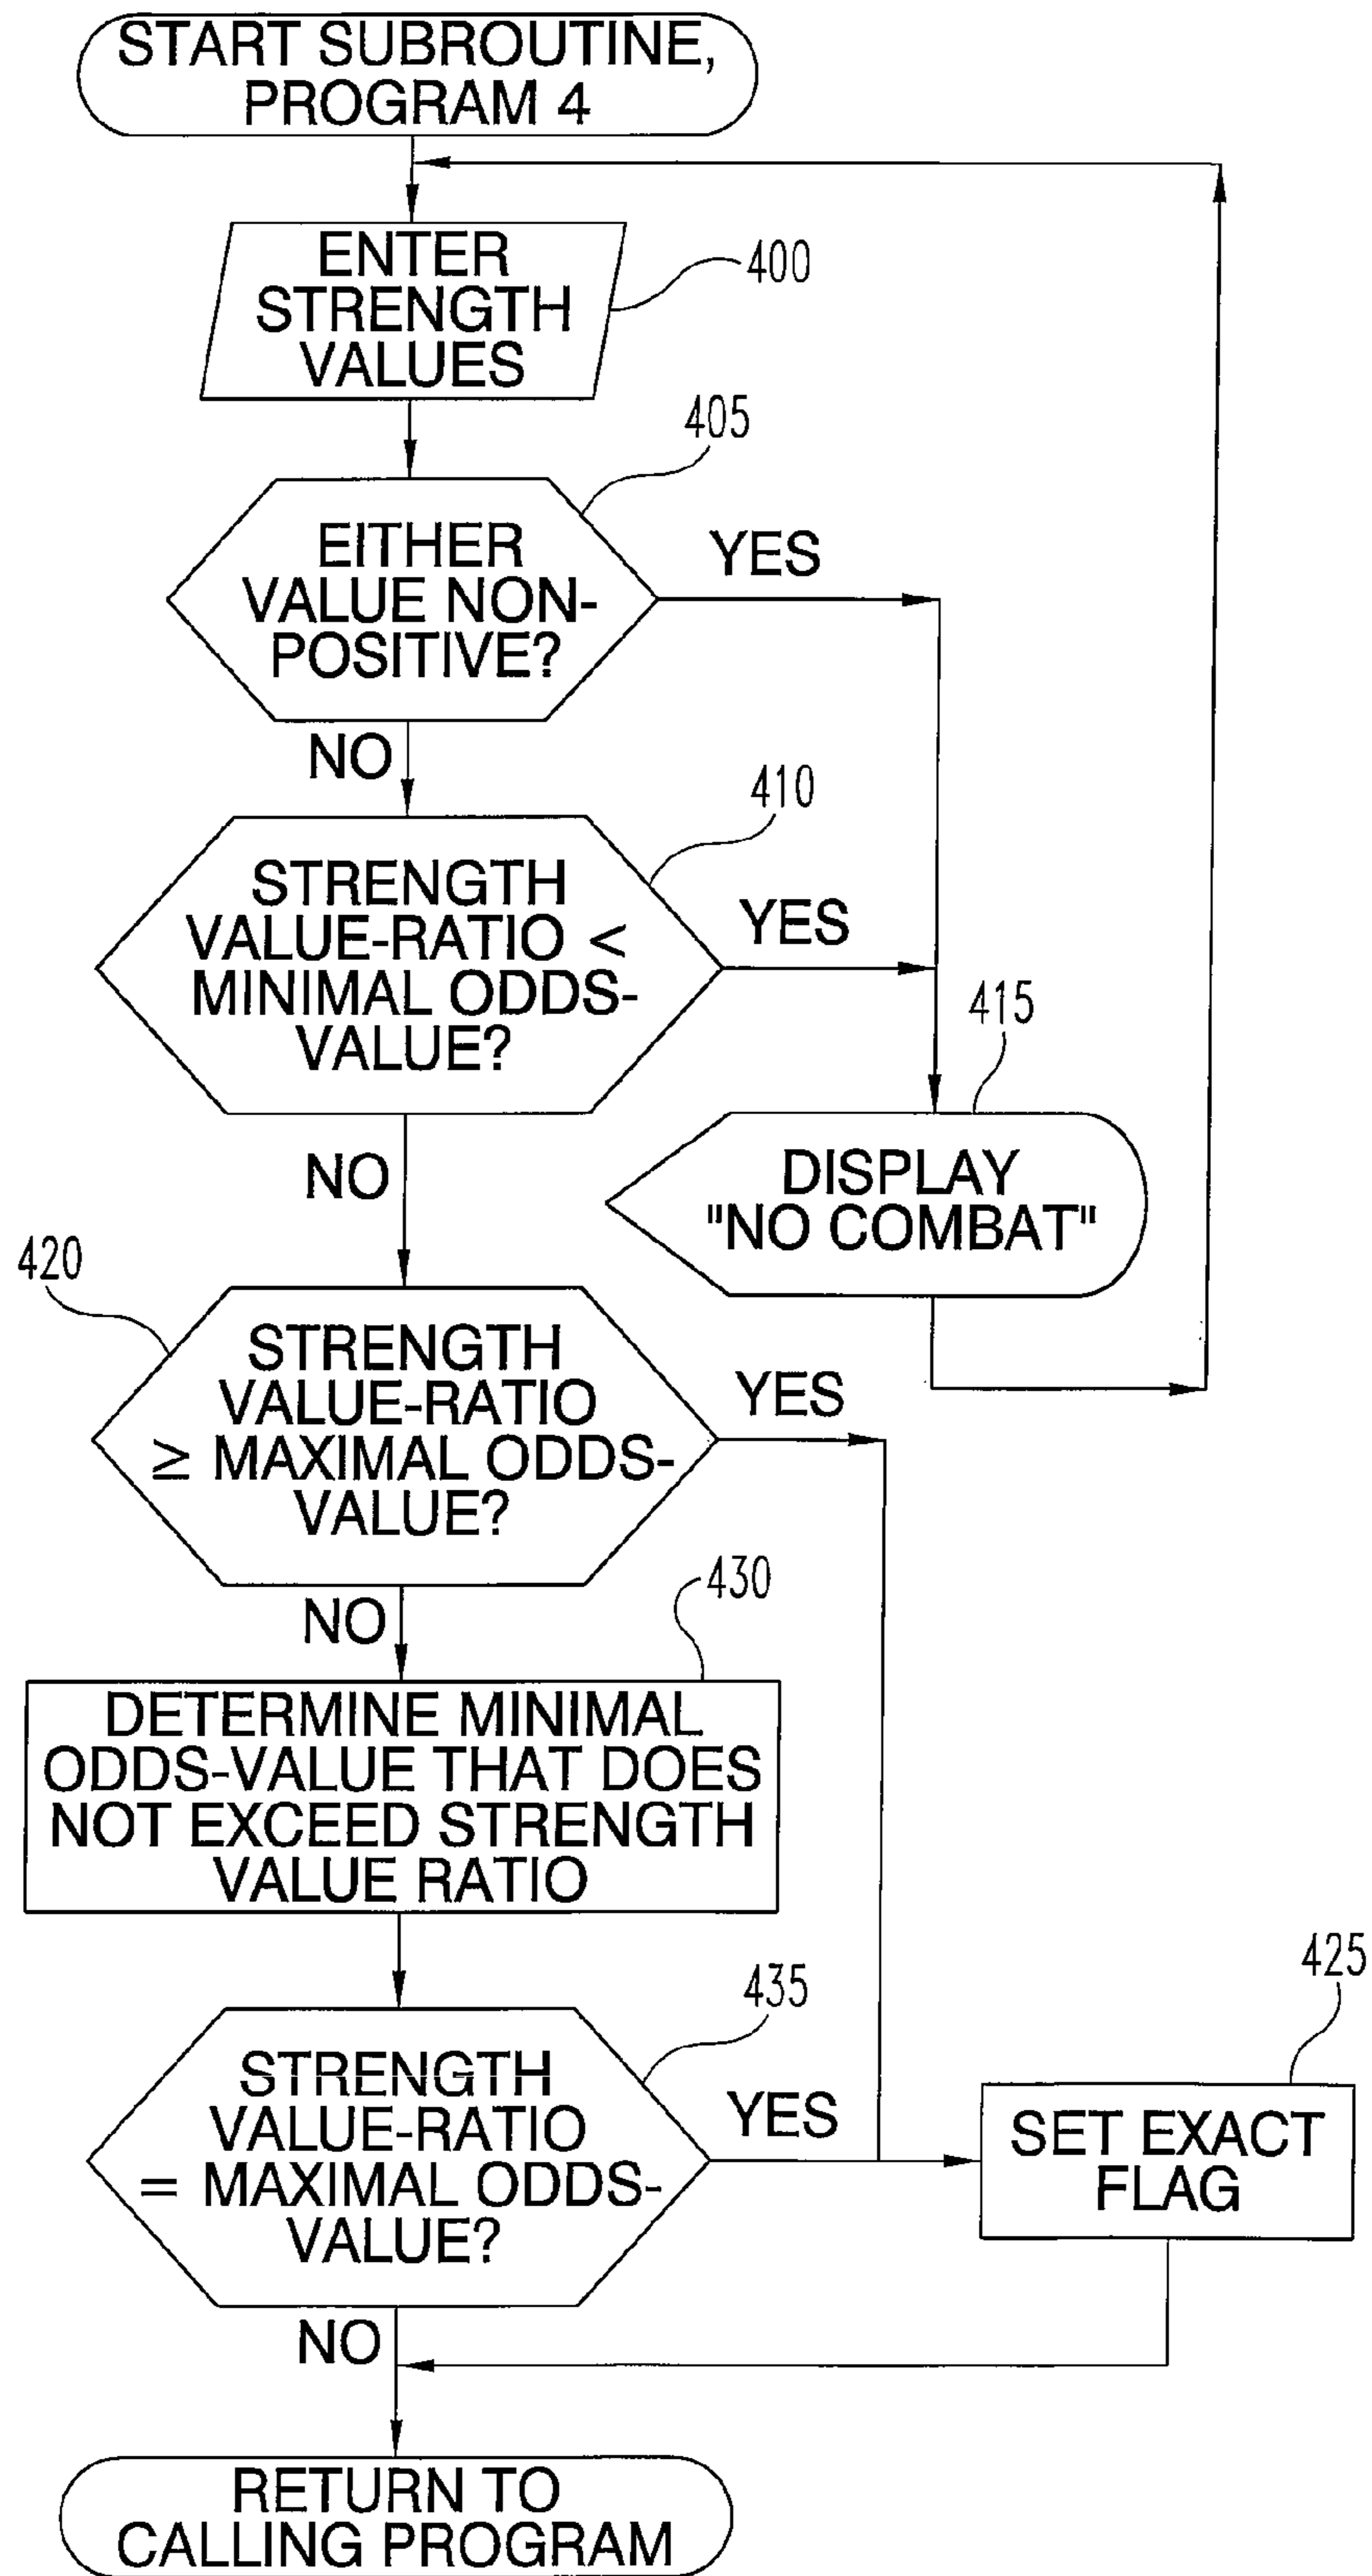 START SUBROUTINE,
PROGRAM 4
ENTER
STRENGTH
VALUES
400
405
EITHER
VALUE NON-
POSITIVE?
YES
NO
410
STRENGTH
VALUE-RATIO <
MINIMAL ODDS-
VALUE?
YES
NO
415
DISPLAY
"NO COMBAT"
420
STRENGTH
VALUE-RATIO
≥ MAXIMAL ODDS-
VALUE?
YES
NO
430
DETERMINE MINIMAL
ODDS-VALUE THAT DOES
NOT EXCEED STRENGTH
VALUE RATIO
435
STRENGTH
VALUE-RATIO
= MAXIMAL ODDS-
VALUE?
YES
NO
425
SET EXACT
FLAG
RETURN TO
CALLING PROGRAM